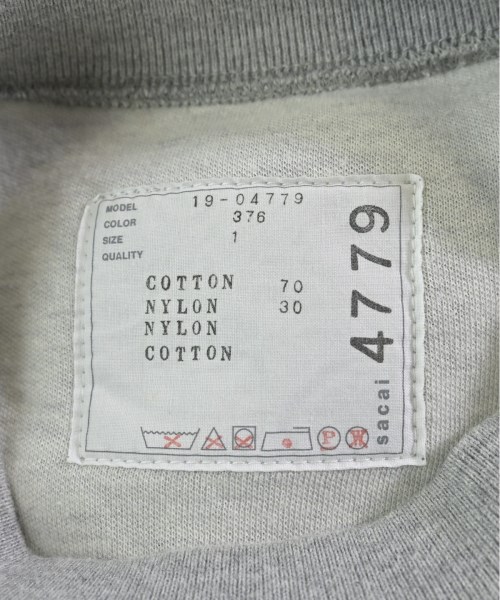 MODEL 19-04779
COLOR 376
SIZE 1
QUALITY
COTTON 70
NYLON 30
NYLON
COTTON
P W
sacai 4779